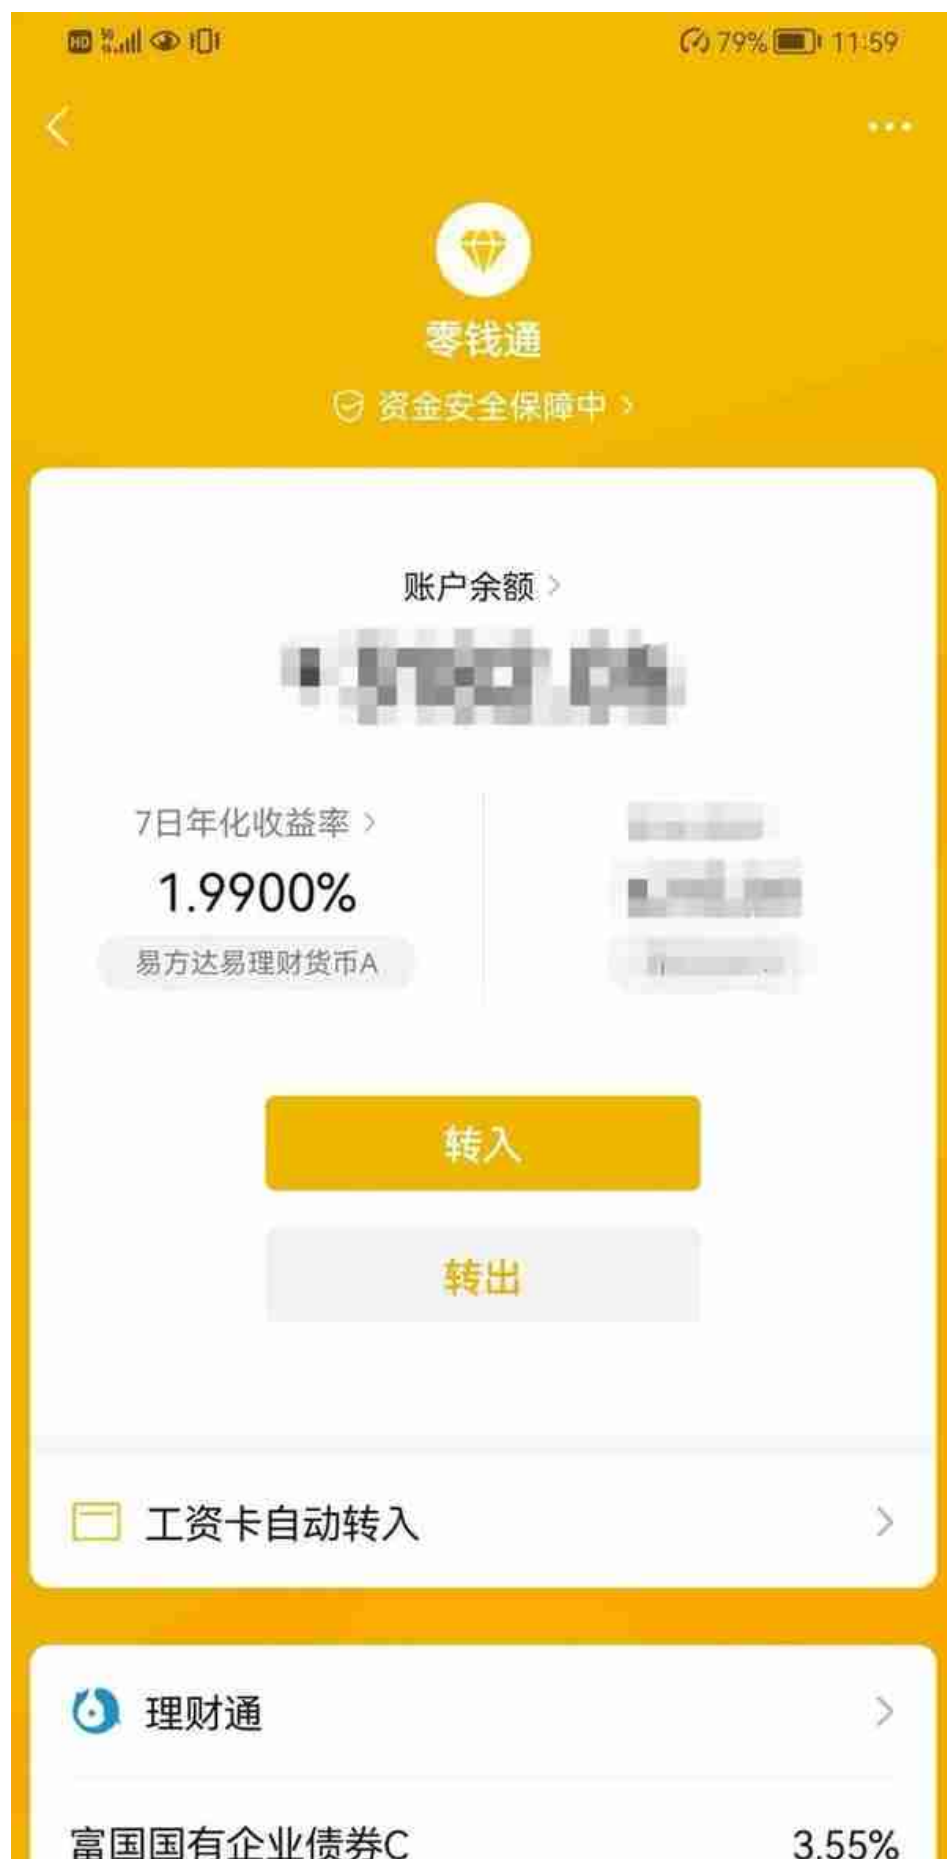 HD 79% 11:59
零钱通
资金安全保障中
账户余额
7日年化收益率
1.9900%
易方达易理财货币A
转入
转出
工资卡自动转入
理财通
富国国有企业债券C 3.55%